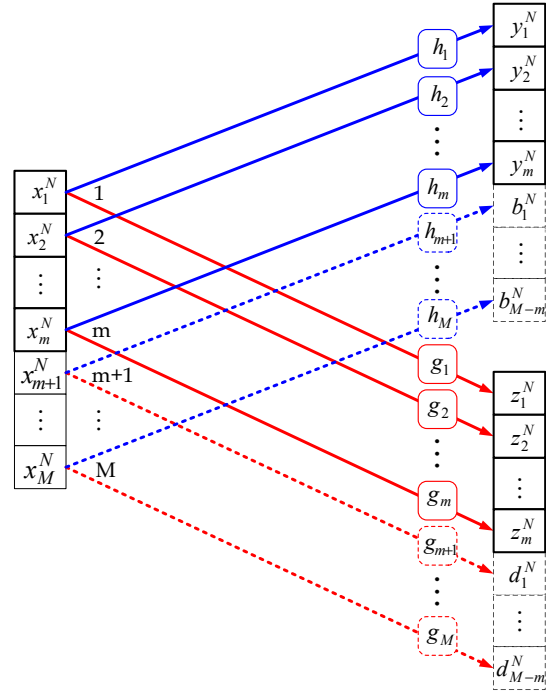 x_1^N
x_2^N
⋮
x_m^N
x_{m+1}^N
⋮
x_M^N
1
2
⋮
m
m+1
⋮
M
h_1
h_2
⋮
h_m
h_{m+1}
⋮
h_M
g_1
g_2
⋮
g_m
g_{m+1}
⋮
g_M
y_1^N
y_2^N
⋮
y_m^N
b_1^N
⋮
b_{M-m}^N
z_1^N
z_2^N
⋮
z_m^N
d_1^N
⋮
d_{M-m}^N